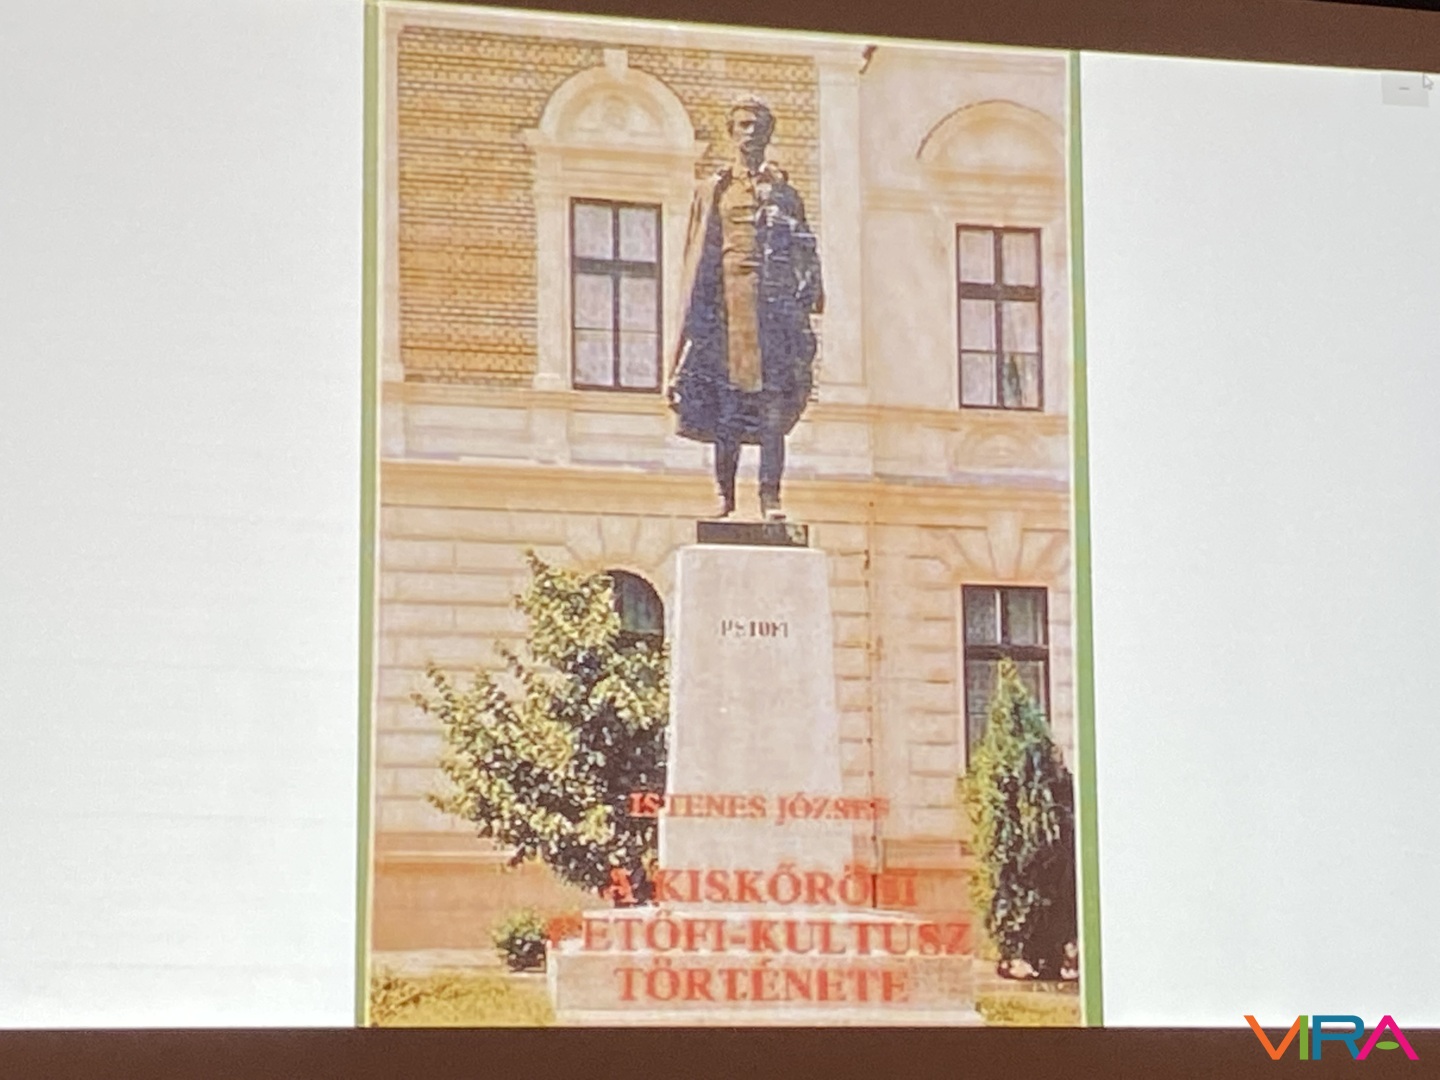 PETŐFI
ISTENES JÓZSEF
A KISKŐRÖSI
PETŐFI-KULTUSZ
TÖRTÉNETE
VIRA